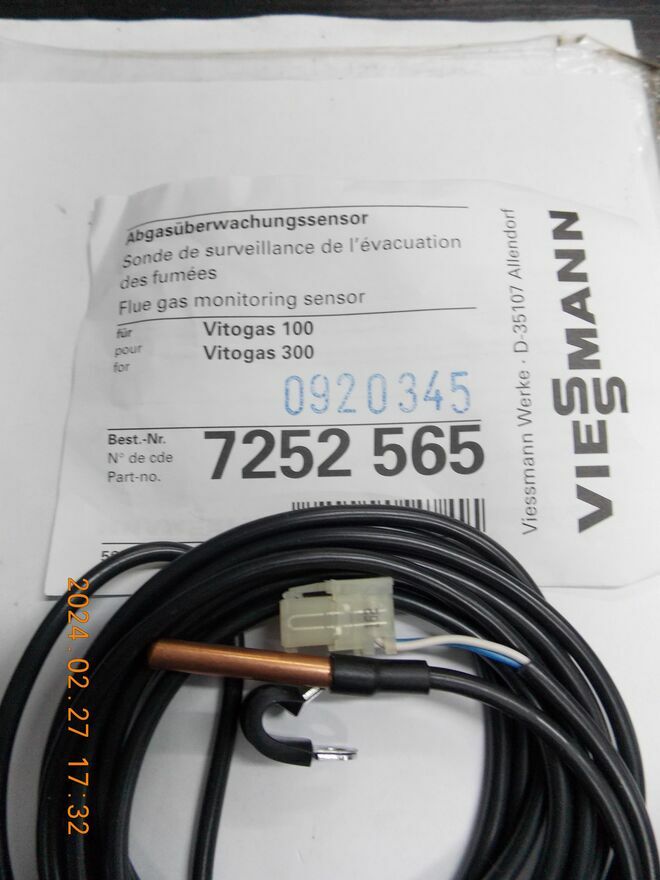 Abgasüberwachungssensor
Sonde de surveillance de l'évacuation
des fumées
Flue gas monitoring sensor
für
pour
for
Vitogas 100
Vitogas 300
0920345
Best.-Nr.
N° de cde
Part-no.
7252 565
Viessmann Werke · D-35107 Allendorf
VIESSMANN
2024.02.27 17:32